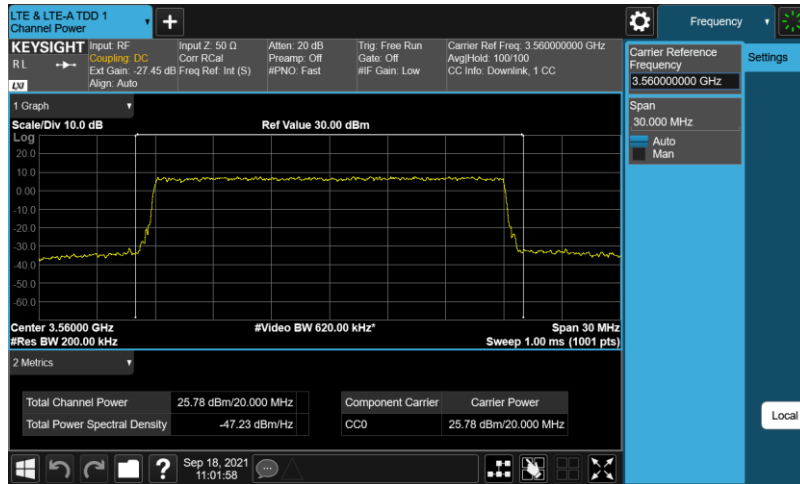 LTE & LTE-A TDD 1
Channel Power
Frequency
KEYSIGHT
RL
LXI
Input: RF
Coupling: DC
Ext Gain: -27.45 dB
Align: Auto
Input Z: 50 Ω
Corr RCal
Freq Ref: Int (S)
Atten: 20 dB
Preamp: Off
#PNO: Fast
Trig: Free Run
Gate: Off
#IF Gain: Low
Carrier Ref Freq: 3.560000000 GHz
Avg|Hold: 100/100
CC Info: Downlink, 1 CC
Carrier Reference
Frequency
3.560000000 GHz
Settings
Span
30.000 MHz
Auto
Man
1 Graph
Scale/Div 10.0 dB
Ref Value 30.00 dBm
Log
20.0
10.0
0.00
-10.0
-20.0
-30.0
-40.0
-50.0
-60.0
Center 3.56000 GHz
#Video BW 620.00 kHz*
Span 30 MHz
#Res BW 200.00 kHz
Sweep 1.00 ms (1001 pts)
2 Metrics
Total Channel Power 25.78 dBm/20.000 MHz
Total Power Spectral Density -47.23 dBm/Hz
Component Carrier Carrier Power
CC0 25.78 dBm/20.000 MHz
Local
?
Sep 18, 2021
11:01:58